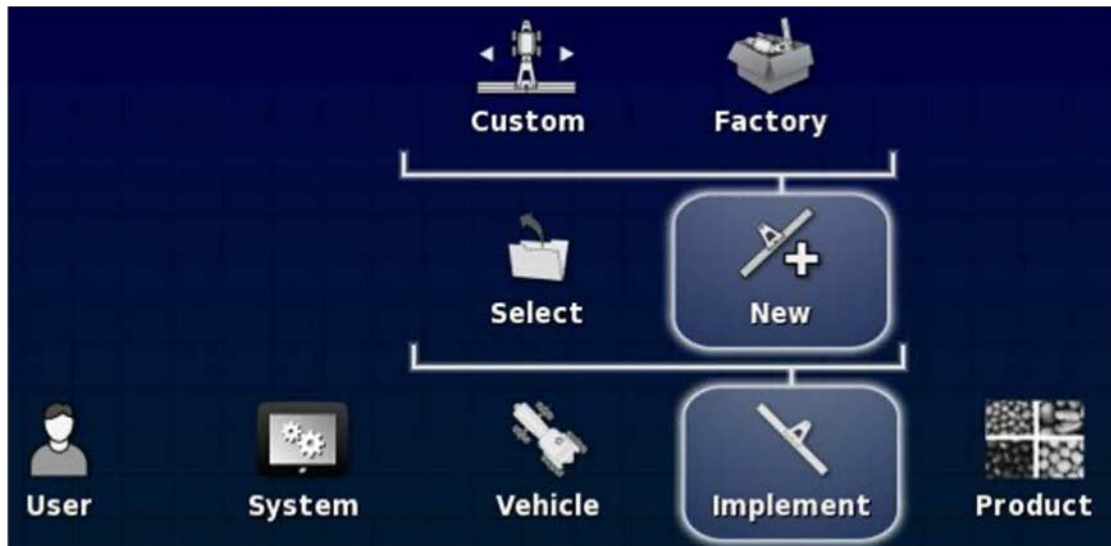 Custom
Factory
Select
New
User
System
Vehicle
Implement
Product